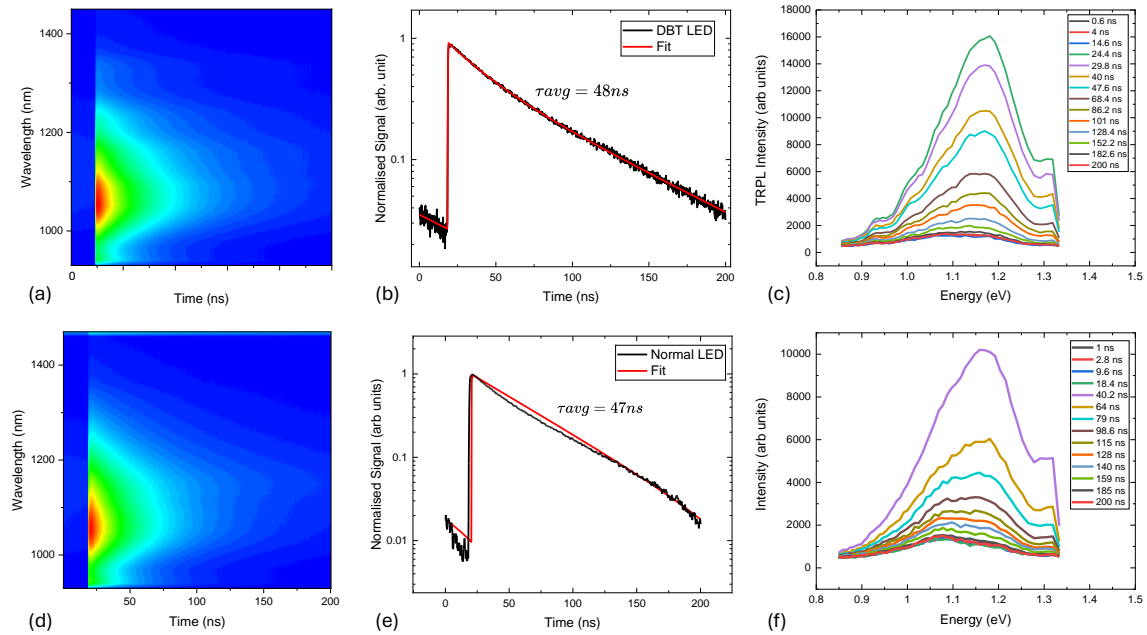 1400
1200
1000
Wavelength (nm)
0
Time (ns)
(a)
1
0.1
Normalised Signal (arb. unit)
DBT LED
Fit
τavg = 48ns
0
50
100
150
200
Time (ns)
(b)
18000
16000
14000
12000
10000
8000
6000
4000
2000
0
TRPL Intensity (arb units)
0.6 ns
4 ns
14.6 ns
24.4 ns
29.8 ns
40 ns
47.6 ns
68.4 ns
86.2 ns
101 ns
128.4 ns
152.2 ns
182.6 ns
200 ns
0.8
0.9
1.0
1.1
1.2
1.3
1.4
1.5
Energy (eV)
(c)
1400
1200
1000
Wavelength (nm)
50
100
150
200
Time (ns)
(d)
1
0.1
0.01
Normalised Signal (arb units)
Normal LED
Fit
τavg = 47ns
0
50
100
150
200
Time (ns)
(e)
10000
8000
6000
4000
2000
0
Intensity (arb units)
1 ns
2.8 ns
9.6 ns
18.4 ns
40.2 ns
64 ns
79 ns
98.6 ns
115 ns
128 ns
140 ns
159 ns
185 ns
200 ns
0.8
0.9
1.0
1.1
1.2
1.3
1.4
1.5
Energy (eV)
(f)